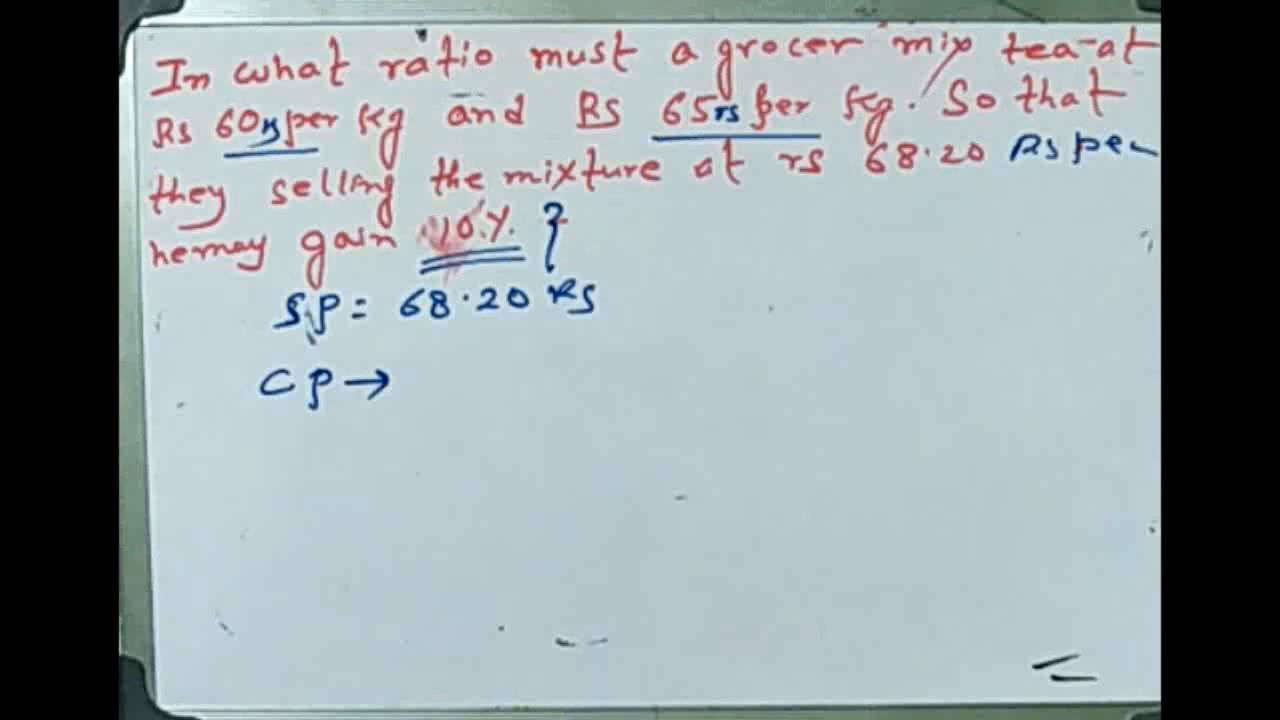 In what ratio must a grocer mix tea-at
Rs 60rs per kg and Rs 65rs per kg. So that
they selling the mixture at rs 68.20 Rs per
he may gain 10%. }
SP = 68.20 RS
CP →